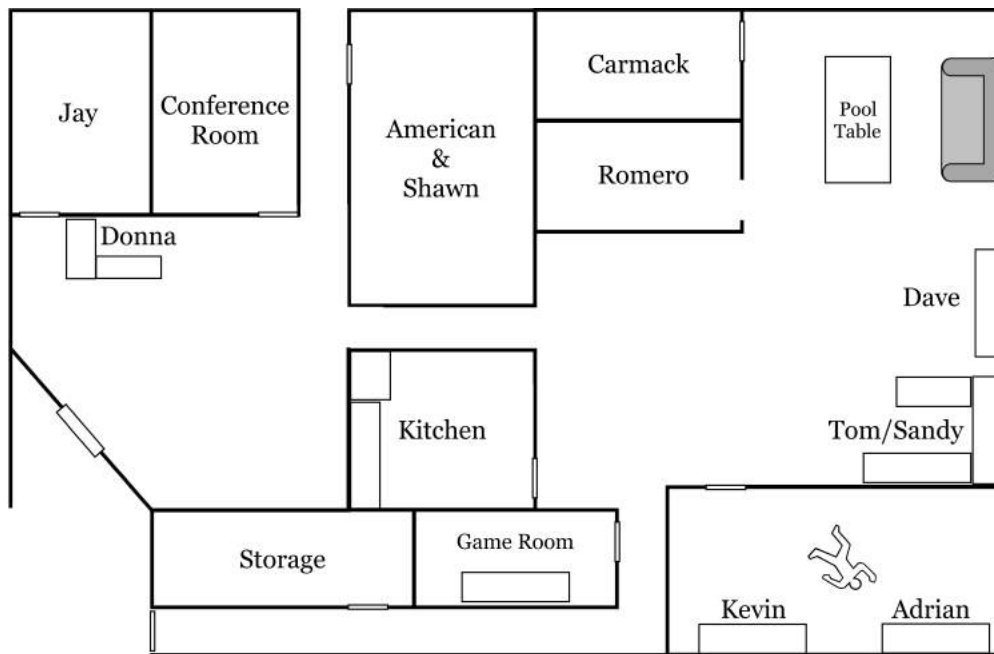 Jay
Conference
Room
American
&
Shawn
Carmack
Romero
Pool
Table
Donna
Dave
Kitchen
Tom/Sandy
Storage
Game Room
Kevin
Adrian